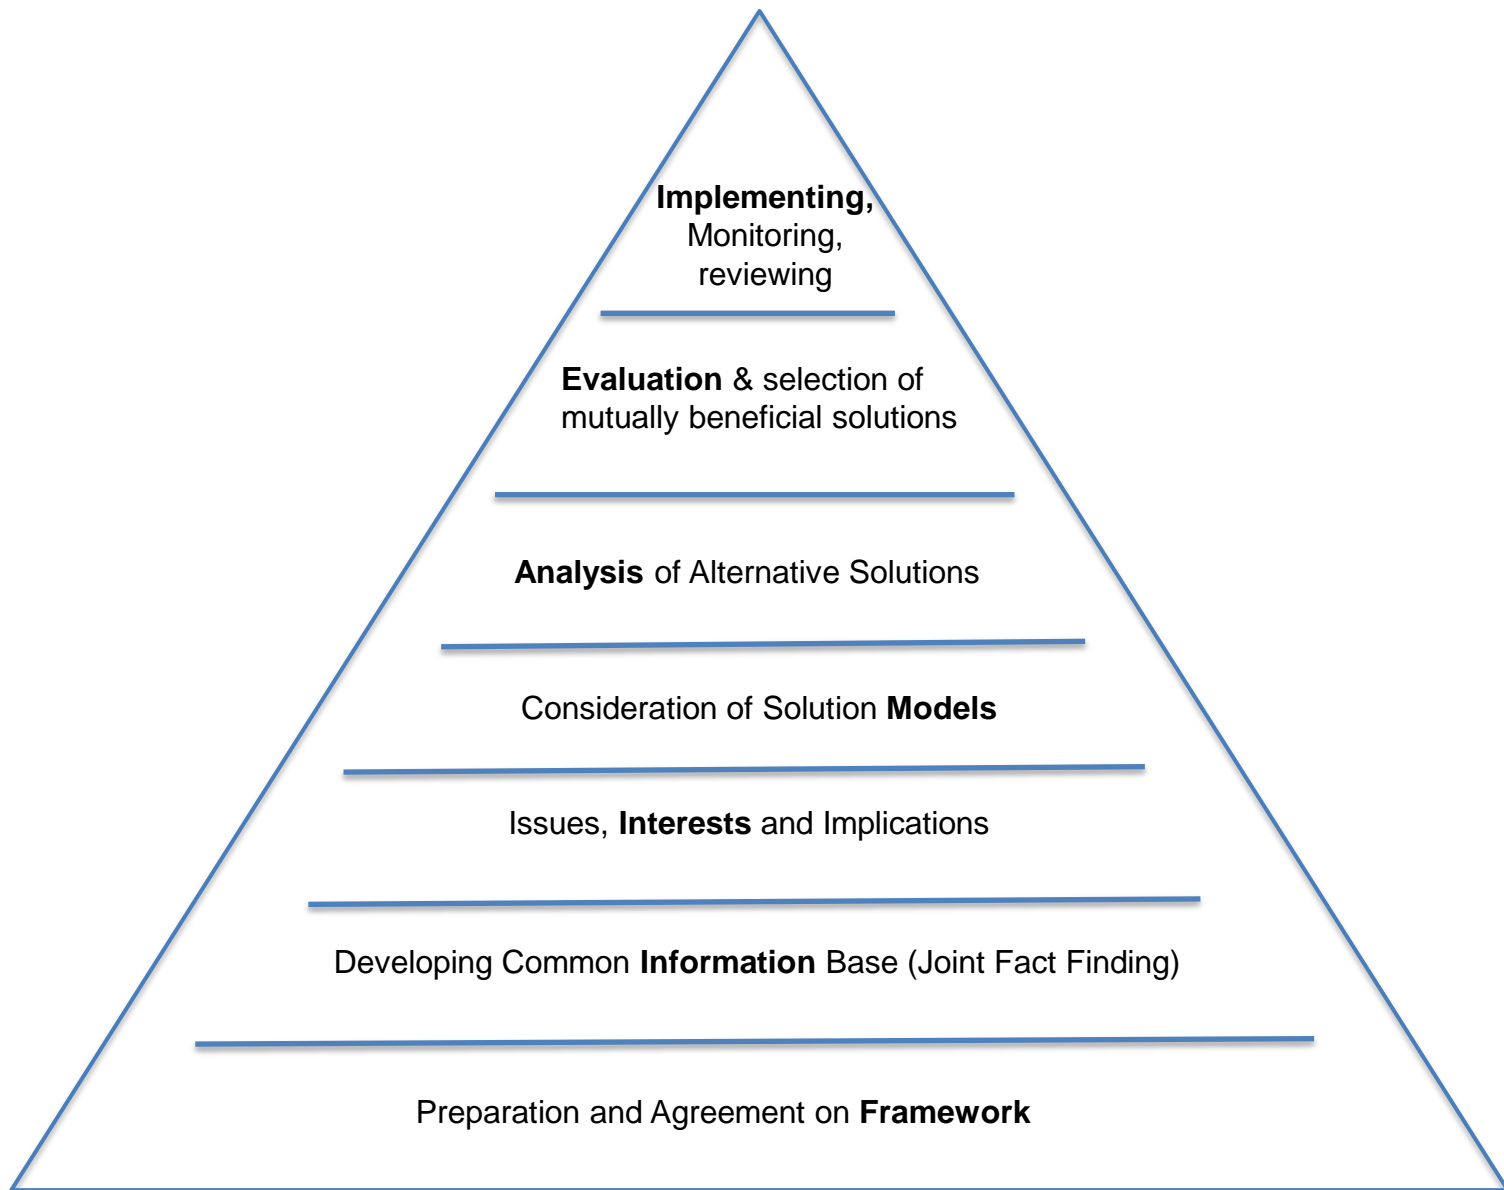 Implementing,
Monitoring,
reviewing
Evaluation & selection of
mutually beneficial solutions
Analysis of Alternative Solutions
Consideration of Solution Models
Issues, Interests and Implications
Developing Common Information Base (Joint Fact Finding)
Preparation and Agreement on Framework